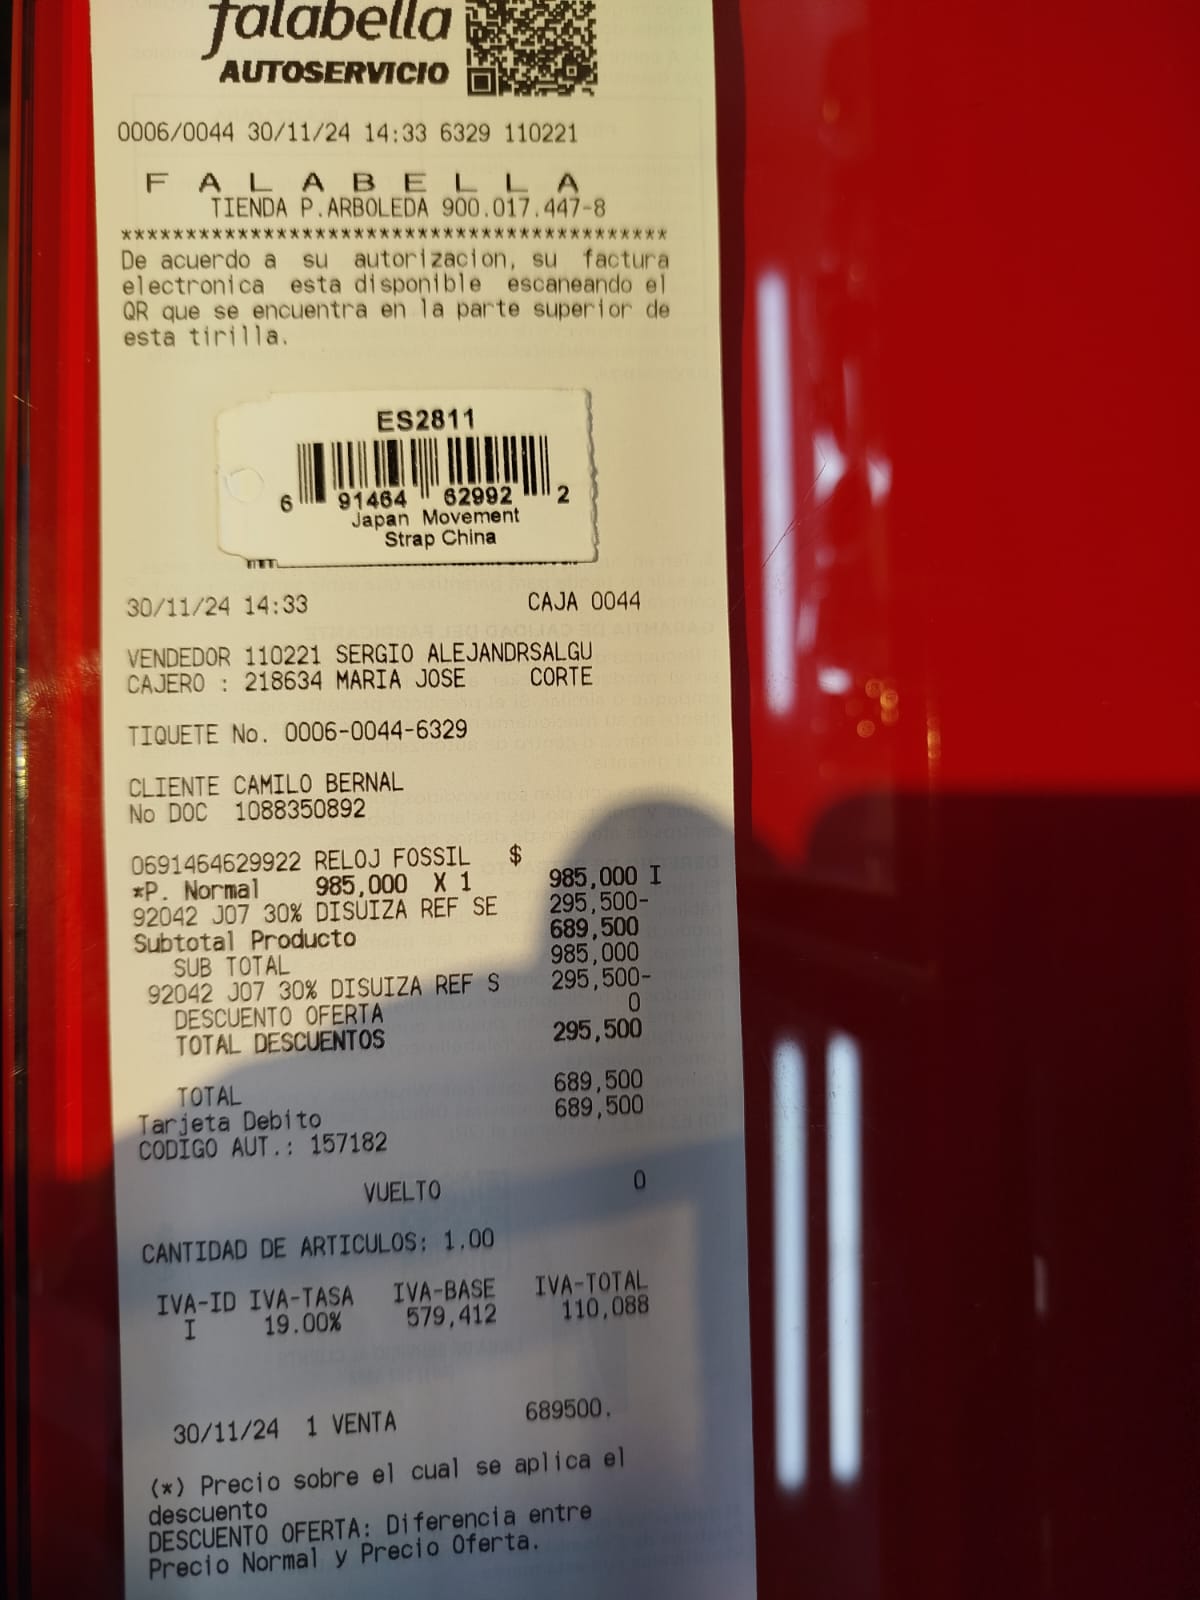 falabella
AUTOSERVICIO
0006/0044 30/11/24 14:33 6329 110221
F A L A B E L L A
TIENDA P.ARBOLEDA 900.017.447-8
******************************************
De acuerdo a su autorizacion, su factura
electronica esta disponible escaneando el
QR que se encuentra en la parte superior de
esta tirilla.
ES2811
6 91464 62992 2
Japan Movement
Strap China
30/11/24 14:33 CAJA 0044
VENDEDOR 110221 SERGIO ALEJANDRSALGU
CAJERO : 218634 MARIA JOSE CORTE
TIQUETE No. 0006-0044-6329
CLIENTE CAMILO BERNAL
No DOC 1088350892
0691464629922 RELOJ FOSSIL $
*P. Normal 985,000 X 1 985,000 I
92042 J07 30% DISUIZA REF SE 295,500-
Subtotal Producto 689,500
SUB TOTAL 985,000
92042 J07 30% DISUIZA REF S 295,500-
DESCUENTO OFERTA 0
TOTAL DESCUENTOS 295,500
TOTAL 689,500
Tarjeta Debito 689,500
CODIGO AUT.: 157182
VUELTO 0
CANTIDAD DE ARTICULOS: 1.00
IVA-ID IVA-TASA IVA-BASE IVA-TOTAL
I 19.00% 579,412 110,088
30/11/24 1 VENTA 689500.
(*) Precio sobre el cual se aplica el
descuento
DESCUENTO OFERTA: Diferencia entre
Precio Normal y Precio Oferta.